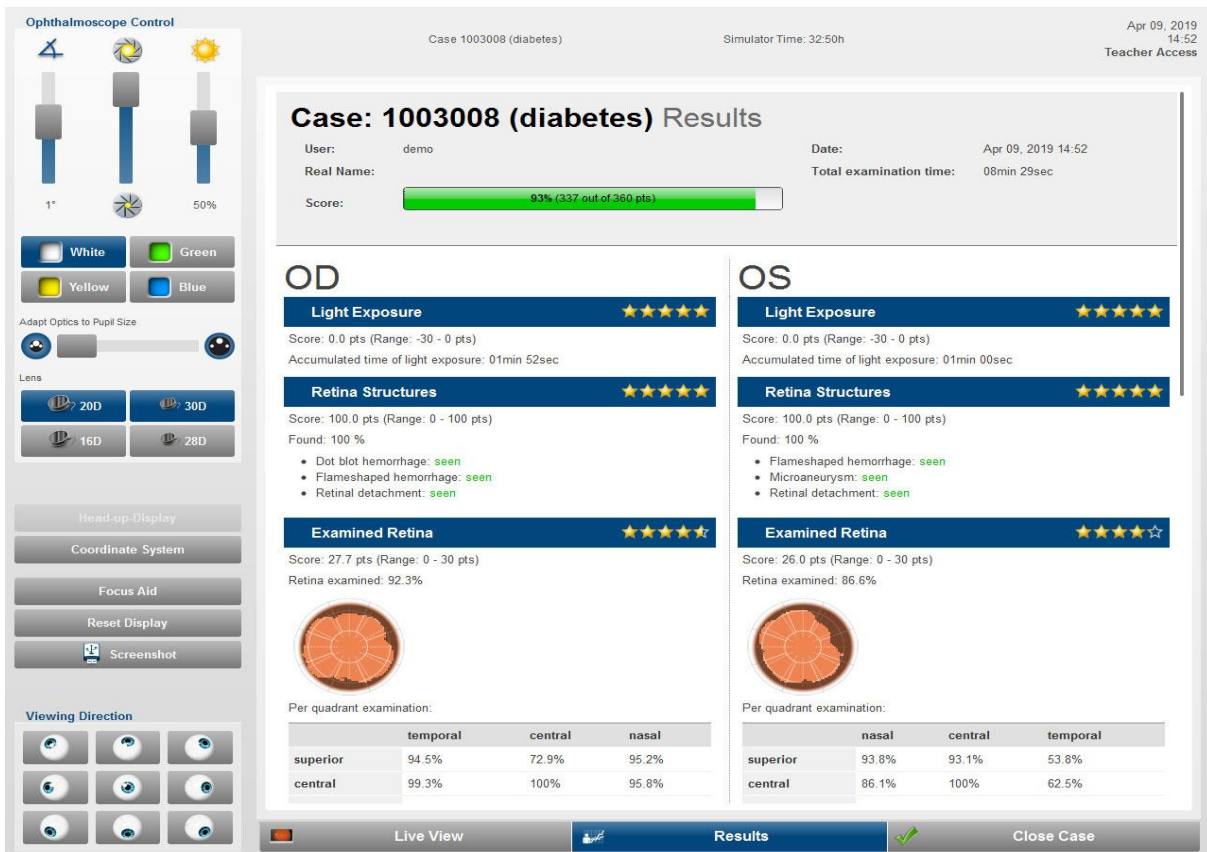 Ophthalmoscope Control
1°
50%
White
Green
Yellow
Blue
Adapt Optics to Pupil Size
Lens
20D
30D
16D
28D
Head-up-Display
Coordinate System
Focus Aid
Reset Display
Screenshot
Viewing Direction
Case 1003008 (diabetes)
Simulator Time: 32:50h
Apr 09, 2019
14:52
Teacher Access
Case: 1003008 (diabetes) Results
User: demo
Date: Apr 09, 2019 14:52
Real Name:
Total examination time: 08min 29sec
Score: 93% (337 out of 360 pts)
OD
Light Exposure
Score: 0.0 pts (Range: -30 - 0 pts)
Accumulated time of light exposure: 01min 52sec
Retina Structures
Score: 100.0 pts (Range: 0 - 100 pts)
Found: 100 %
• Dot blot hemorrhage: seen
• Flameshaped hemorrhage: seen
• Retinal detachment: seen
Examined Retina
Score: 27.7 pts (Range: 0 - 30 pts)
Retina examined: 92.3%
Per quadrant examination:
temporal central nasal
superior 94.5% 72.9% 95.2%
central 99.3% 100% 95.8%
OS
Light Exposure
Score: 0.0 pts (Range: -30 - 0 pts)
Accumulated time of light exposure: 01min 00sec
Retina Structures
Score: 100.0 pts (Range: 0 - 100 pts)
Found: 100 %
• Flameshaped hemorrhage: seen
• Microaneurysm: seen
• Retinal detachment: seen
Examined Retina
Score: 26.0 pts (Range: 0 - 30 pts)
Retina examined: 86.6%
Per quadrant examination:
nasal central temporal
superior 93.8% 93.1% 53.8%
central 86.1% 100% 62.5%
Live View
Results
Close Case